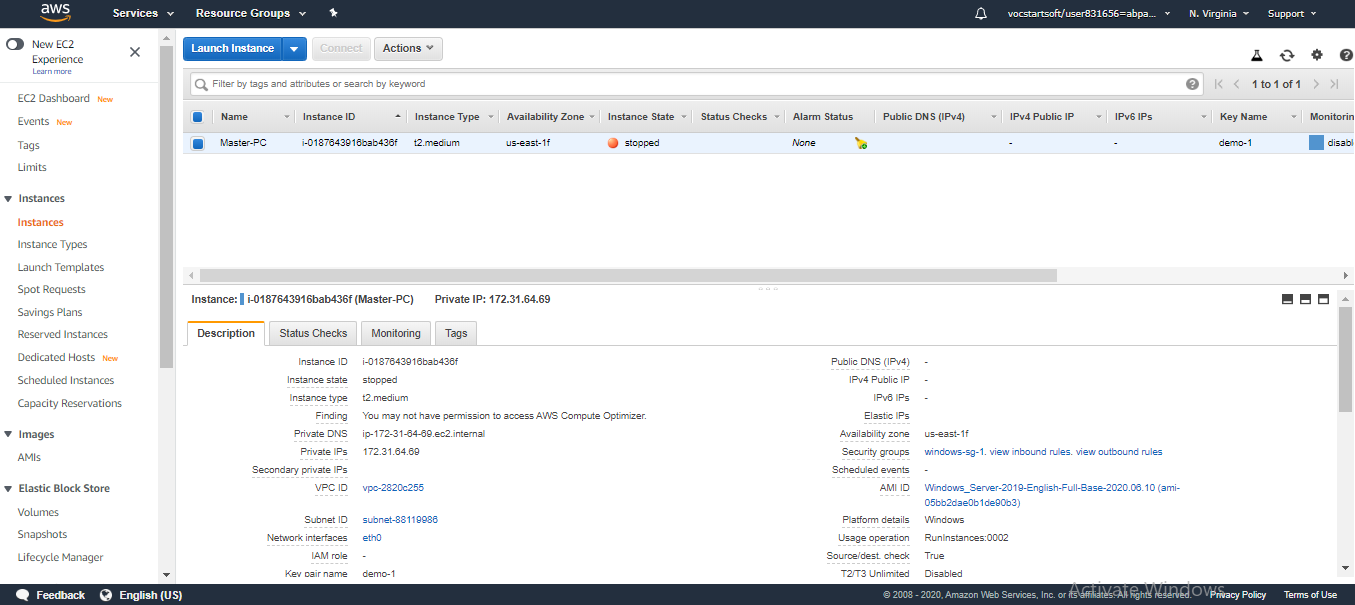 aws Services Resource Groups vocstartsoft/user831656=abpa... N. Virginia Support
New EC2
Experience
Learn more
Launch Instance Connect Actions
Filter by tags and attributes or search by keyword 1 to 1 of 1
Name Instance ID Instance Type Availability Zone Instance State Status Checks Alarm Status Public DNS (IPv4) IPv4 Public IP IPv6 IPs Key Name Monitorin
Master-PC i-0187643916bab436f t2.medium us-east-1f stopped None - - demo-1 disabl
EC2 Dashboard New
Events New
Tags
Limits
Instances
Instances
Instance Types
Launch Templates
Spot Requests
Savings Plans
Reserved Instances
Dedicated Hosts New
Scheduled Instances
Capacity Reservations
Images
AMIs
Elastic Block Store
Volumes
Snapshots
Lifecycle Manager
Instance: i-0187643916bab436f (Master-PC) Private IP: 172.31.64.69
Description Status Checks Monitoring Tags
Instance ID i-0187643916bab436f
Instance state stopped
Instance type t2.medium
Finding You may not have permission to access AWS Compute Optimizer.
Private DNS ip-172-31-64-69.ec2.internal
Private IPs 172.31.64.69
Secondary private IPs
VPC ID vpc-2820c255
Subnet ID subnet-88119986
Network interfaces eth0
IAM role -
Key pair name demo-1
Public DNS (IPv4) -
IPv4 Public IP -
IPv6 IPs -
Elastic IPs
Availability zone us-east-1f
Security groups windows-sg-1. view inbound rules. view outbound rules
Scheduled events -
AMI ID Windows_Server-2019-English-Full-Base-2020.06.10 (ami-
05bb2dae0b1de90b3)
Platform details Windows
Usage operation RunInstances:0002
Source/dest. check True
T2/T3 Unlimited Disabled
Activate Windows
Feedback English (US) © 2008 - 2020, Amazon Web Services, Inc. or its affiliates. All rights reserved. Privacy Policy Terms of Use